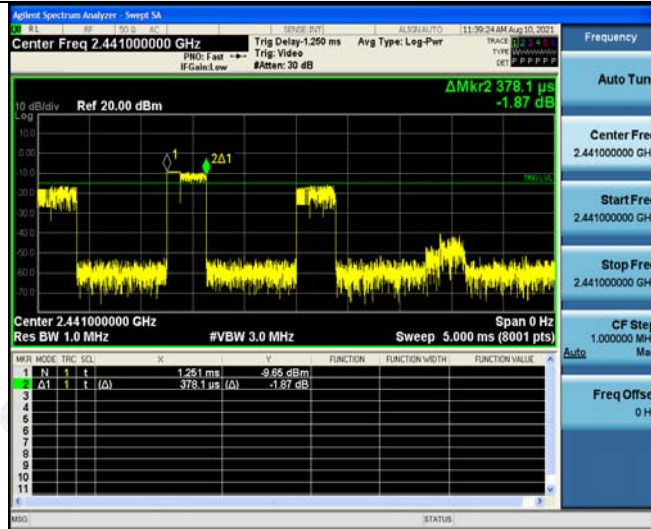 Agilent Spectrum Analyzer - Swept SA
RL RF 50 Ω AC SENSE:INT ALIGN AUTO 11:39:24 AM Aug 10, 2021
Center Freq 2.441000000 GHz
PNO: Fast
IFGain:Low
Trig Delay-1.250 ms
Trig: Video
#Atten: 30 dB
Avg Type: Log-Pwr
TRACE 1 2 3 4 5 6
TYPE
DET P P P P P P
ΔMkr2 378.1 µs
-1.87 dB
10 dB/div Ref 20.00 dBm
Log
10.0
0.00
-10.0
-20.0
-30.0
-40.0
-50.0
-60.0
-70.0
1
2Δ1
TRIG LVL
Center 2.441000000 GHz Span 0 Hz
Res BW 1.0 MHz #VBW 3.0 MHz Sweep 5.000 ms (8001 pts)
MKR MODE TRC SCL X Y FUNCTION FUNCTION WIDTH FUNCTION VALUE
1 N 1 t 1.251 ms -9.65 dBm
2 Δ1 1 t (Δ) 378.1 µs (Δ) -1.87 dB
3
4
5
6
7
8
9
10
11
MSG STATUS
Frequency
Auto Tun
Center Fre
2.441000000 GH
Start Fre
2.441000000 GH
Stop Fre
2.441000000 GH
CF Step
1.000000 MH
Auto Ma
Freq Offse
0 H